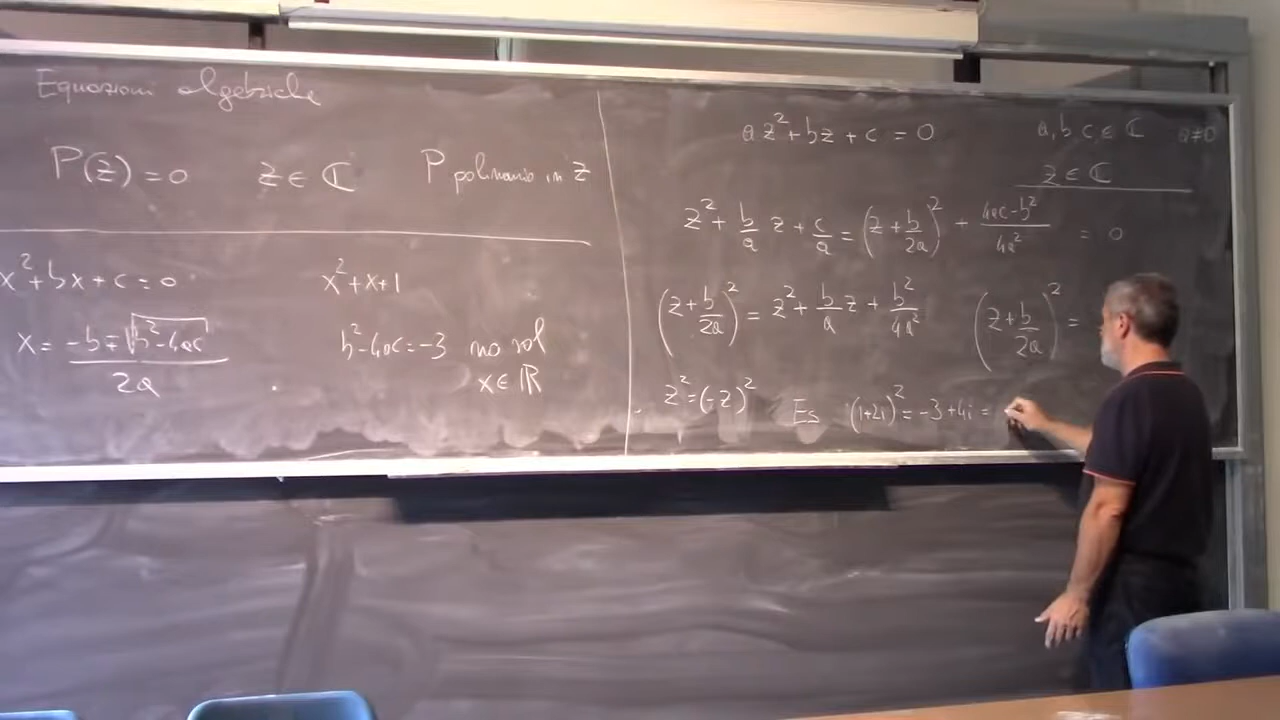 Equazioni algebriche
P(z) = 0 z ∈ ℂ P polinomio in z
x² + bx + c = 0 x² + x + 1
x = (-b ∓ √(b² - 4ac)) / 2a b² - 4ac = -3 no sol
x ∈ ℝ
a z² + bz + c = 0 a, b c, ∈ ℂ a ≠ 0
z ∈ ℂ
z² + b/a z + c/a = (z + b/2a)² + (4ac - b²)/4a² = 0
(z + b/2a)² = z² + b/a z + b²/4a² (z + b/2a)² =
z² = (-z)² Es (1+2i)² = -3 + 4i =